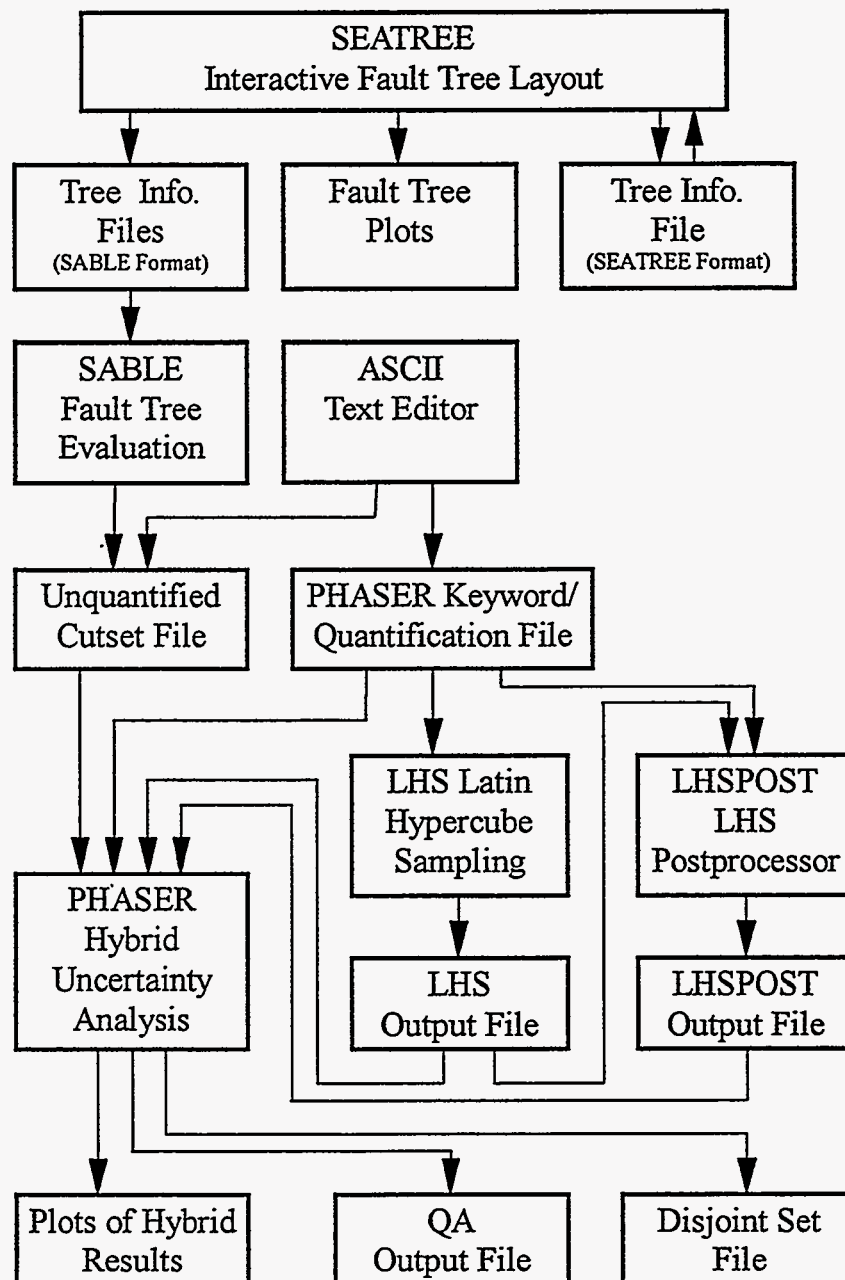 SEATREE
Interactive Fault Tree Layout
Tree Info.
Files
(SABLE Format)
Fault Tree
Plots
Tree Info.
File
(SEATREE Format)
SABLE
Fault Tree
Evaluation
ASCII
Text Editor
Unquantified
Cutset File
PHASER Keyword/
Quantification File
LHS Latin
Hypercube
Sampling
LHSPOST
LHS
Postprocessor
PHASER
Hybrid
Uncertainty
Analysis
LHS
Output File
LHSPOST
Output File
Plots of Hybrid
Results
QA
Output File
Disjoint Set
File